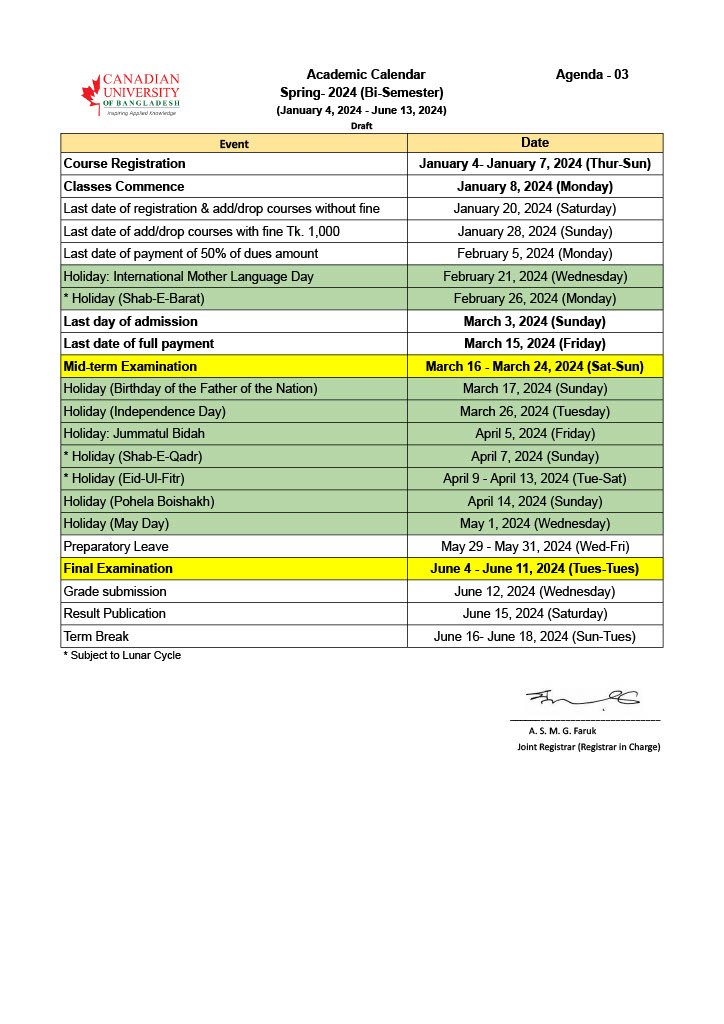 CANADIAN
UNIVERSITY
OF BANGLADESH
Inspiring Applied Knowledge
Academic Calendar
Spring- 2024 (Bi-Semester)
(January 4, 2024 - June 13, 2024)
Draft
Agenda - 03
Event Date
Course Registration January 4- January 7, 2024 (Thur-Sun)
Classes Commence January 8, 2024 (Monday)
Last date of registration & add/drop courses without fine January 20, 2024 (Saturday)
Last date of add/drop courses with fine Tk. 1,000 January 28, 2024 (Sunday)
Last date of payment of 50% of dues amount February 5, 2024 (Monday)
Holiday: International Mother Language Day February 21, 2024 (Wednesday)
* Holiday (Shab-E-Barat) February 26, 2024 (Monday)
Last day of admission March 3, 2024 (Sunday)
Last date of full payment March 15, 2024 (Friday)
Mid-term Examination March 16 - March 24, 2024 (Sat-Sun)
Holiday (Birthday of the Father of the Nation) March 17, 2024 (Sunday)
Holiday (Independence Day) March 26, 2024 (Tuesday)
Holiday: Jummatul Bidah April 5, 2024 (Friday)
* Holiday (Shab-E-Qadr) April 7, 2024 (Sunday)
* Holiday (Eid-Ul-Fitr) April 9 - April 13, 2024 (Tue-Sat)
Holiday (Pohela Boishakh) April 14, 2024 (Sunday)
Holiday (May Day) May 1, 2024 (Wednesday)
Preparatory Leave May 29 - May 31, 2024 (Wed-Fri)
Final Examination June 4 - June 11, 2024 (Tues-Tues)
Grade submission June 12, 2024 (Wednesday)
Result Publication June 15, 2024 (Saturday)
Term Break June 16- June 18, 2024 (Sun-Tues)
* Subject to Lunar Cycle
A. S. M. G. Faruk
Joint Registrar (Registrar in Charge)